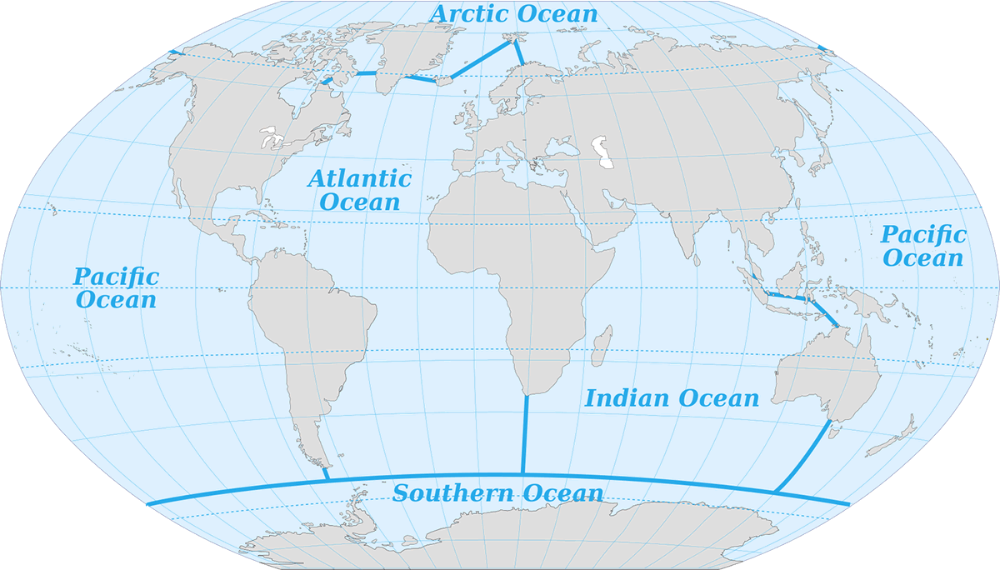 Arctic Ocean
Atlantic
Ocean
Pacific
Ocean
Pacific
Ocean
Indian Ocean
Southern Ocean